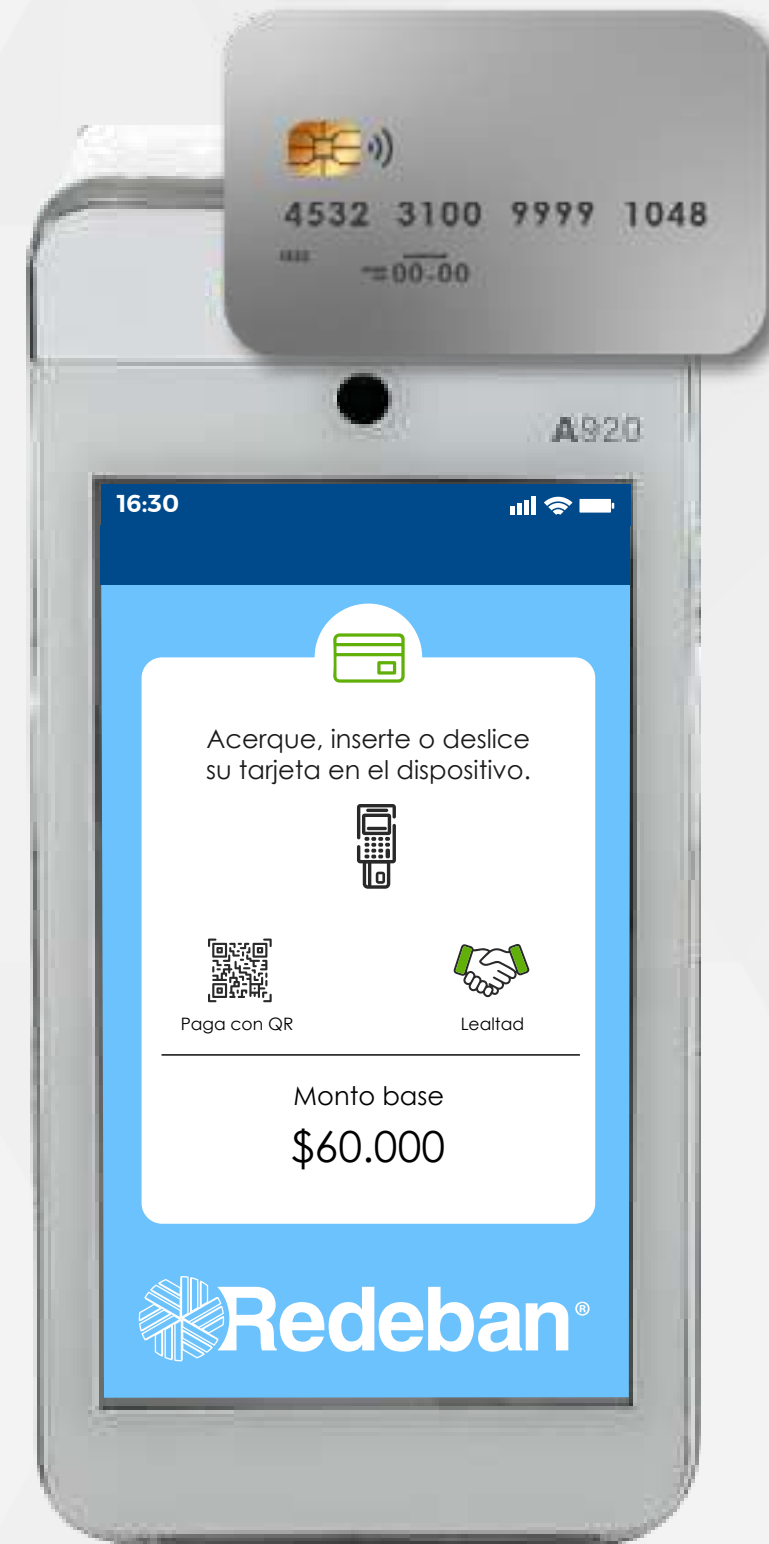 4532 3100 9999 1048
00-00
A920
16:30
Acerque, inserte o deslice
su tarjeta en el dispositivo.
Paga con QR
Lealtad
Monto base
$60.000
Redeban®